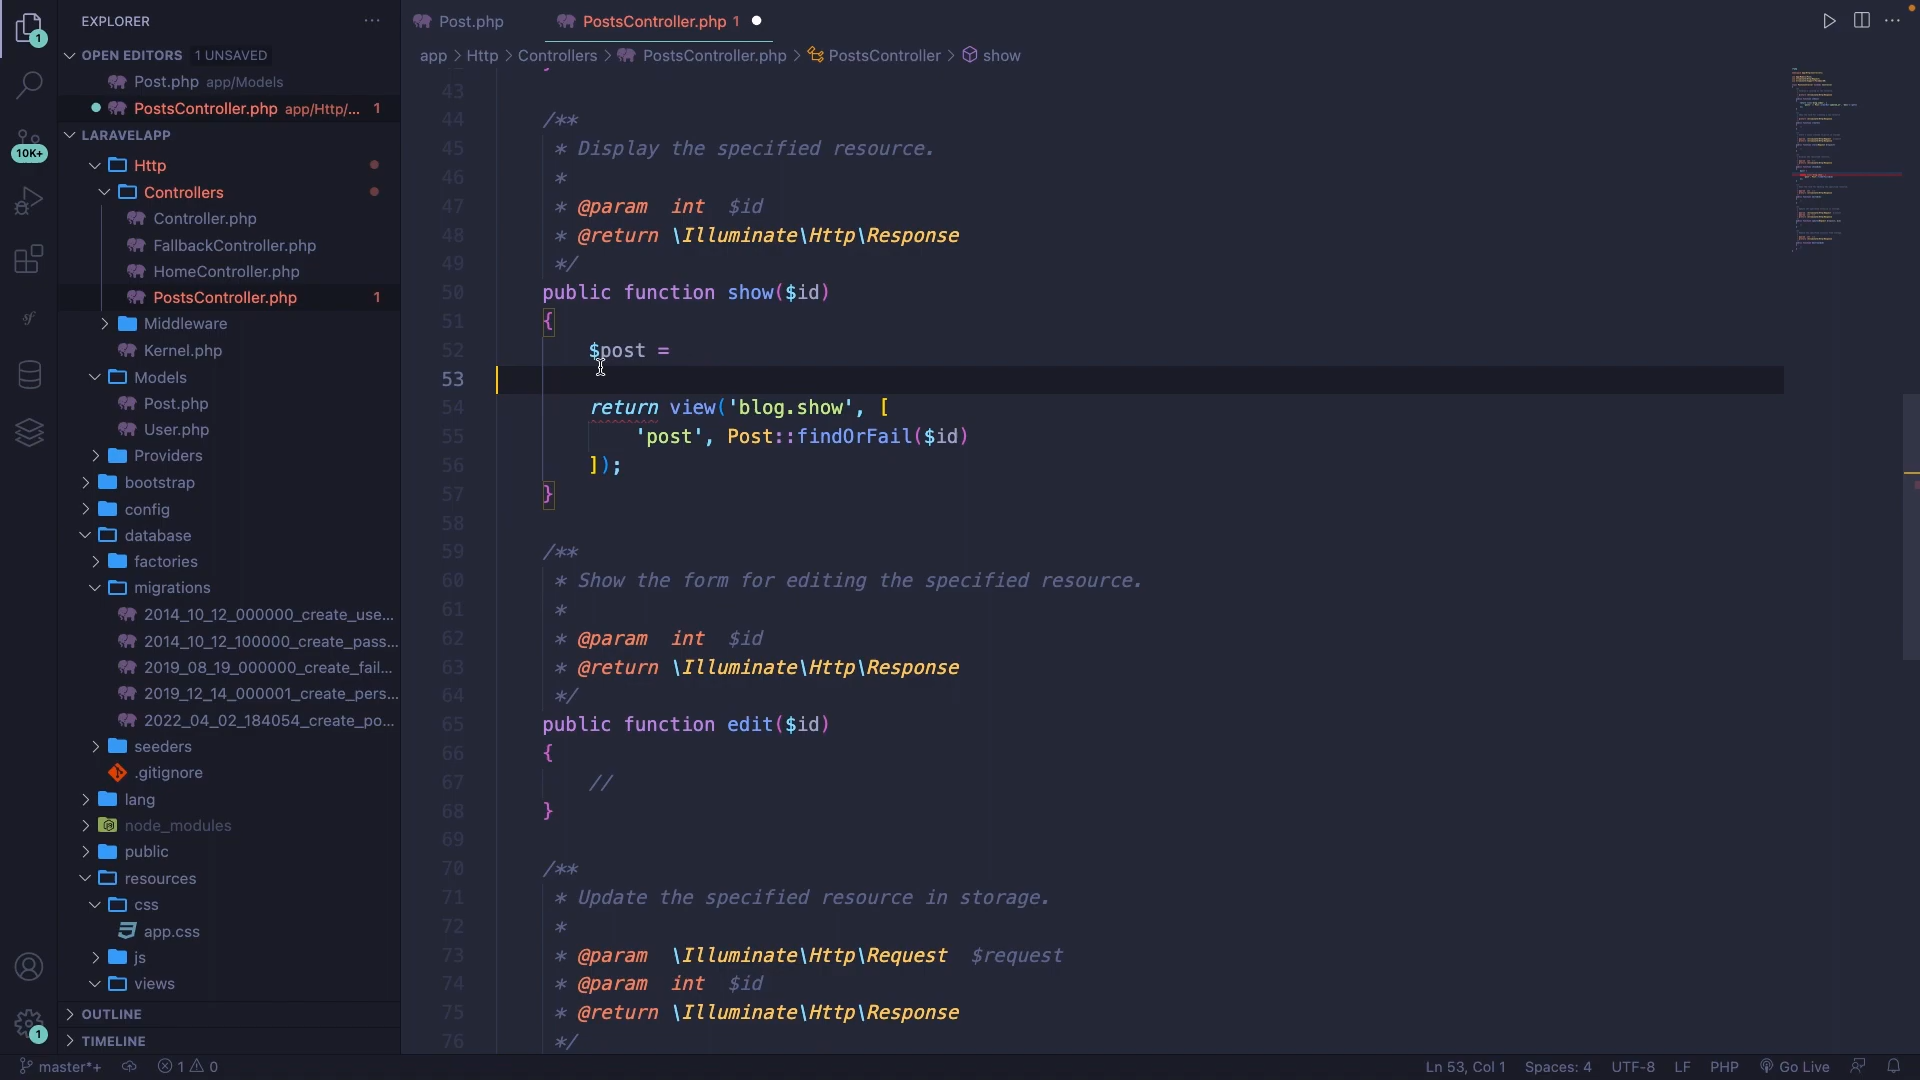 EXPLORER
OPEN EDITORS 1 UNSAVED
Post.php app/Models
PostsController.php app/Http/... 1
LARAVELAPP
Http
Controllers
Controller.php
FallbackController.php
HomeController.php
PostsController.php 1
Middleware
Kernel.php
Models
Post.php
User.php
Providers
bootstrap
config
database
factories
migrations
2014_10_12_000000_create_use...
2014_10_12_100000_create_pass...
2019_08_19_000000_create_fail...
2019_12_14_000001_create_pers...
2022_04_02_184054_create_po...
seeders
.gitignore
lang
node_modules
public
resources
css
app.css
js
views
OUTLINE
TIMELINE
1
10K+
sf
1
Post.php
PostsController.php 1
app > Http > Controllers > PostsController.php > PostsController > show
43
44 /**
45 * Display the specified resource.
46 *
47 * @param  int  $id
48 * @return \Illuminate\Http\Response
49 */
50 public function show($id)
51 {
52 $post =
53
54 return view('blog.show', [
55 'post', Post::findOrFail($id)
56 ]);
57 }
58
59 /**
60 * Show the form for editing the specified resource.
61 *
62 * @param  int  $id
63 * @return \Illuminate\Http\Response
64 */
65 public function edit($id)
66 {
67 //
68 }
69
70 /**
71 * Update the specified resource in storage.
72 *
73 * @param  \Illuminate\Http\Request  $request
74 * @param  int  $id
75 * @return \Illuminate\Http\Response
76 */
master*+ 1 0 Ln 53, Col 1 Spaces: 4 UTF-8 LF PHP Go Live